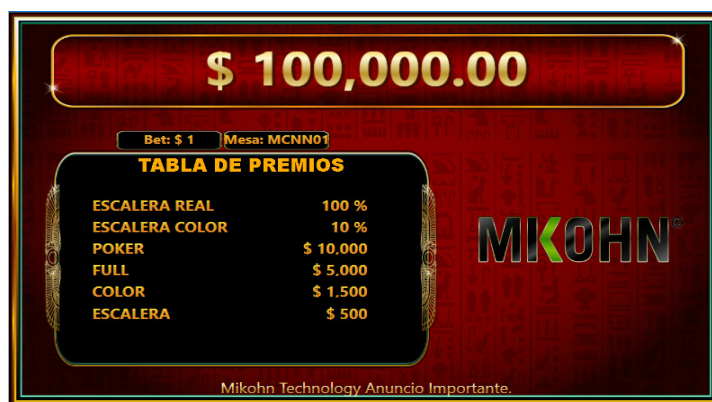 $ 100,000.00
Bet: $ 1 Mesa: MCNN01
TABLA DE PREMIOS
ESCALERA REAL 100 %
ESCALERA COLOR 10 %
POKER $ 10,000
FULL $ 5,000
COLOR $ 1,500
ESCALERA $ 500
MKOHN
Mikohn Technology Anuncio Importante.